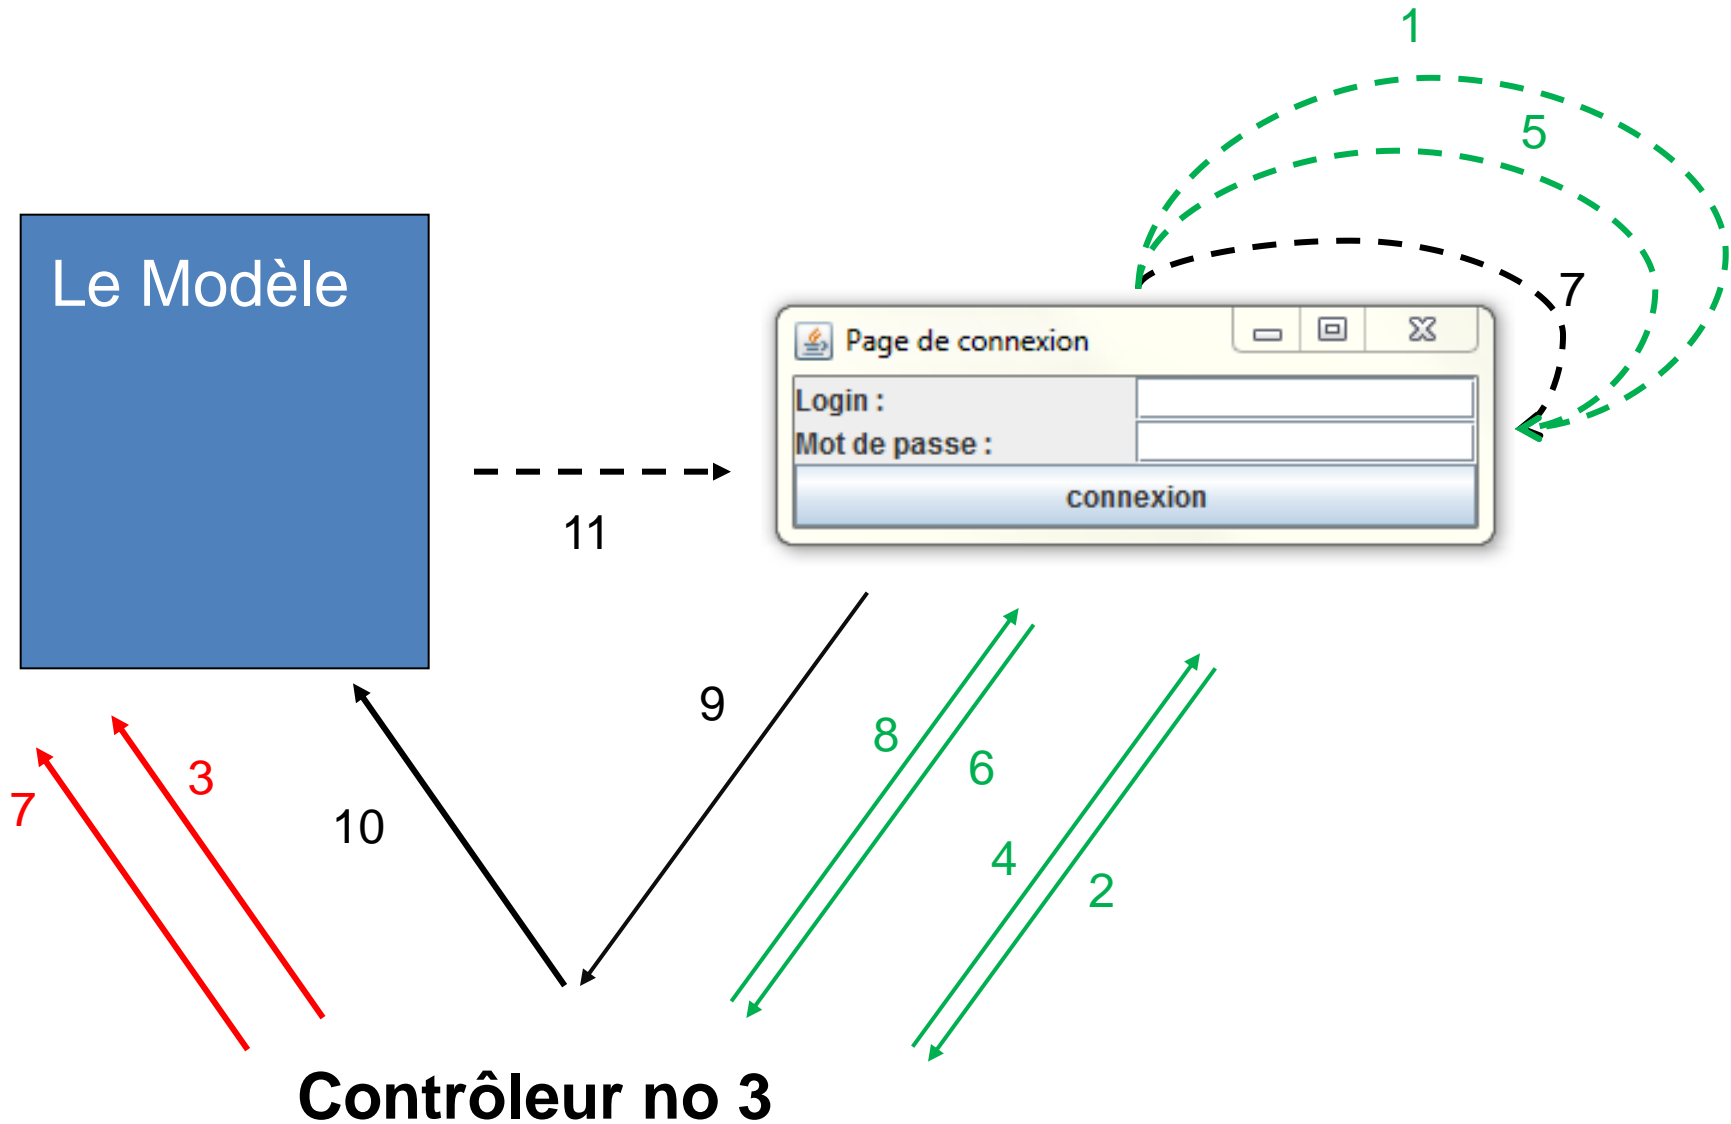 1
5
Le Modèle
7
Page de connexion
Login :
Mot de passe :
connexion
11
9
8
6
3
7
10
4
2
Contrôleur no 3